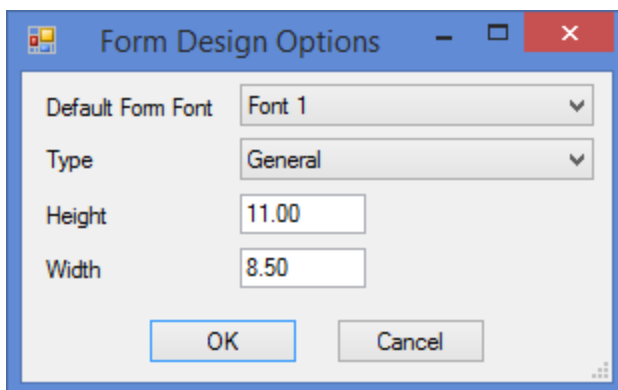 Form Design Options
Default Form Font Font 1
Type General
Height 11.00
Width 8.50
OK Cancel